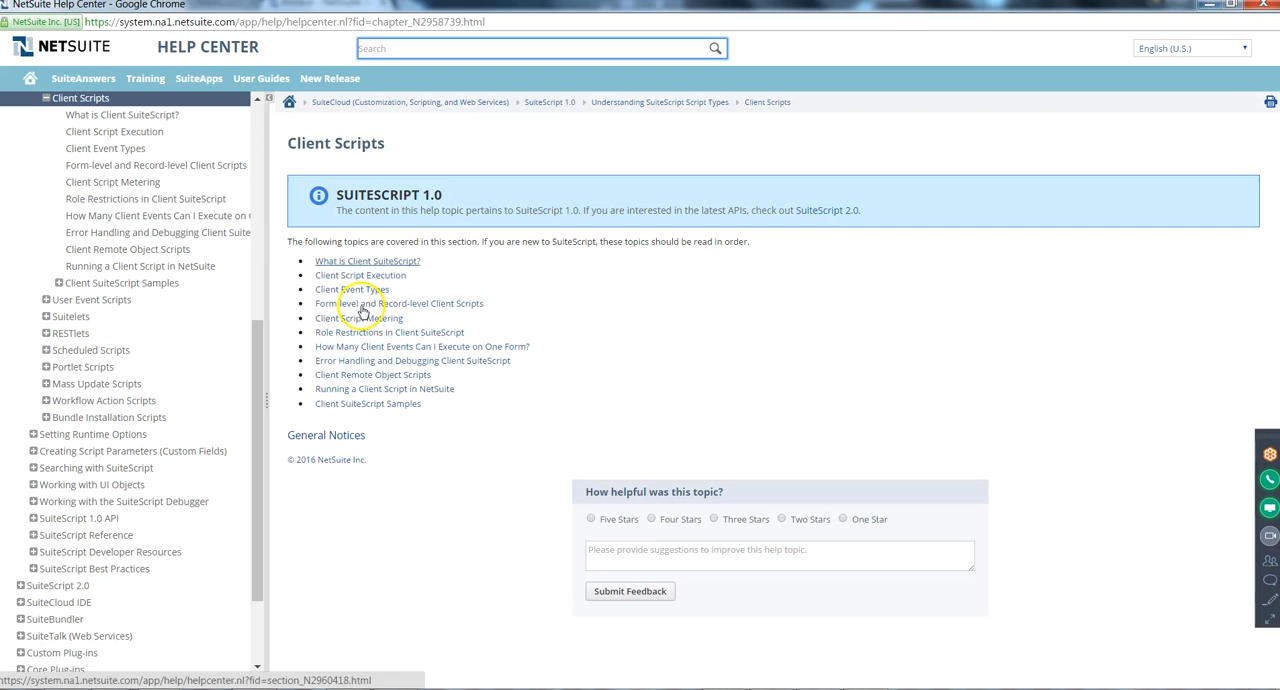 NetSuite Help Center - Google Chrome
NetSuite Inc. [US] https://system.na1.netsuite.com/app/help/helpcenter.nl?fid=chapter_N2958739.html
NETSUITE HELP CENTER Search English (U.S.)
SuiteAnswers Training SuiteApps User Guides New Release
Client Scripts
What is Client SuiteScript?
Client Script Execution
Client Event Types
Form-level and Record-level Client Scripts
Client Script Metering
Role Restrictions in Client SuiteScript
How Many Client Events Can I Execute on
Error Handling and Debugging Client Suite
Client Remote Object Scripts
Running a Client Script in NetSuite
Client SuiteScript Samples
User Event Scripts
Suitelets
RESTlets
Scheduled Scripts
Portlet Scripts
Mass Update Scripts
Workflow Action Scripts
Bundle Installation Scripts
Setting Runtime Options
Creating Script Parameters (Custom Fields)
Searching with SuiteScript
Working with UI Objects
Working with the SuiteScript Debugger
SuiteScript 1.0 API
SuiteScript Reference
SuiteScript Developer Resources
SuiteScript Best Practices
SuiteScript 2.0
SuiteCloud IDE
SuiteBundler
SuiteTalk (Web Services)
Custom Plug-ins
Core Plug-ins
SuiteCloud (Customization, Scripting, and Web Services) SuiteScript 1.0 Understanding SuiteScript Script Types Client Scripts
Client Scripts
SUITESCRIPT 1.0
The content in this help topic pertains to SuiteScript 1.0. If you are interested in the latest APIs, check out SuiteScript 2.0.
The following topics are covered in this section. If you are new to SuiteScript, these topics should be read in order.
What is Client SuiteScript?
Client Script Execution
Client Event Types
Form-level and Record-level Client Scripts
Client Script Metering
Role Restrictions in Client SuiteScript
How Many Client Events Can I Execute on One Form?
Error Handling and Debugging Client SuiteScript
Client Remote Object Scripts
Running a Client Script in NetSuite
Client SuiteScript Samples
General Notices
© 2016 NetSuite Inc.
How helpful was this topic?
Five Stars Four Stars Three Stars Two Stars One Star
Please provide suggestions to improve this help topic.
Submit Feedback
https://system.na1.netsuite.com/app/help/helpcenter.nl?fid=section_N2960418.html